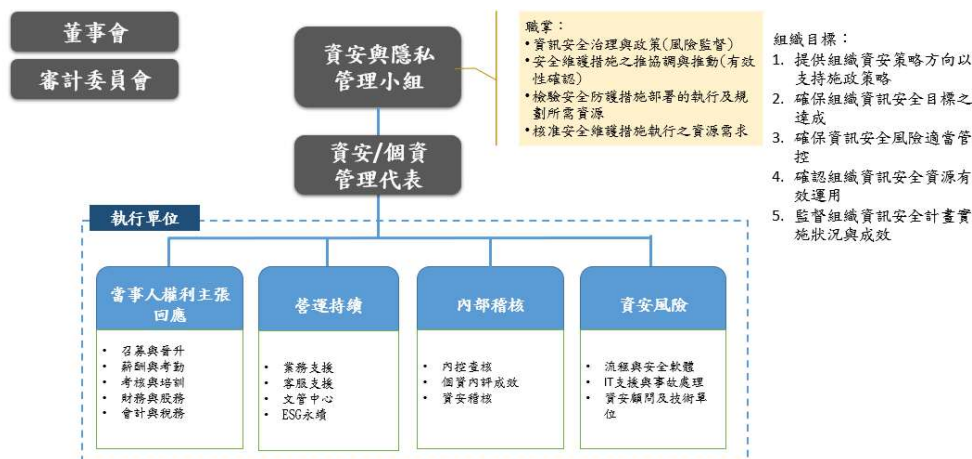 董事會
審計委員會
資安與隱私
管理小組
職掌：
•資訊安全治理與政策(風險監督)
•安全維護措施之推協調與推動(有效
性確認)
•檢驗安全防護措施部署的執行及規
劃所需資源
•核准安全維護措施執行之資源需求
組織目標：
1. 提供組織資安策略方向以
支持施政策略
2. 確保組織資訊安全目標之
達成
3. 確保資訊安全風險適當管
控
4. 確認組織資訊安全資源有
效運用
5. 監督組織資訊安全計畫實
施狀況與成效
資安/個資
管理代表
執行單位
當事人權利主張
回應
• 召募與晉升
• 薪酬與考勤
• 考核與培訓
• 財務與股務
• 會計與稅務
營運持續
• 業務支援
• 客服支援
• 文管中心
• ESG永續
內部稽核
• 內控查核
• 個資內評成效
• 資安稽核
資安風險
• 流程與安全軟體
• IT支援與事故處理
• 資安顧問及技術單
位